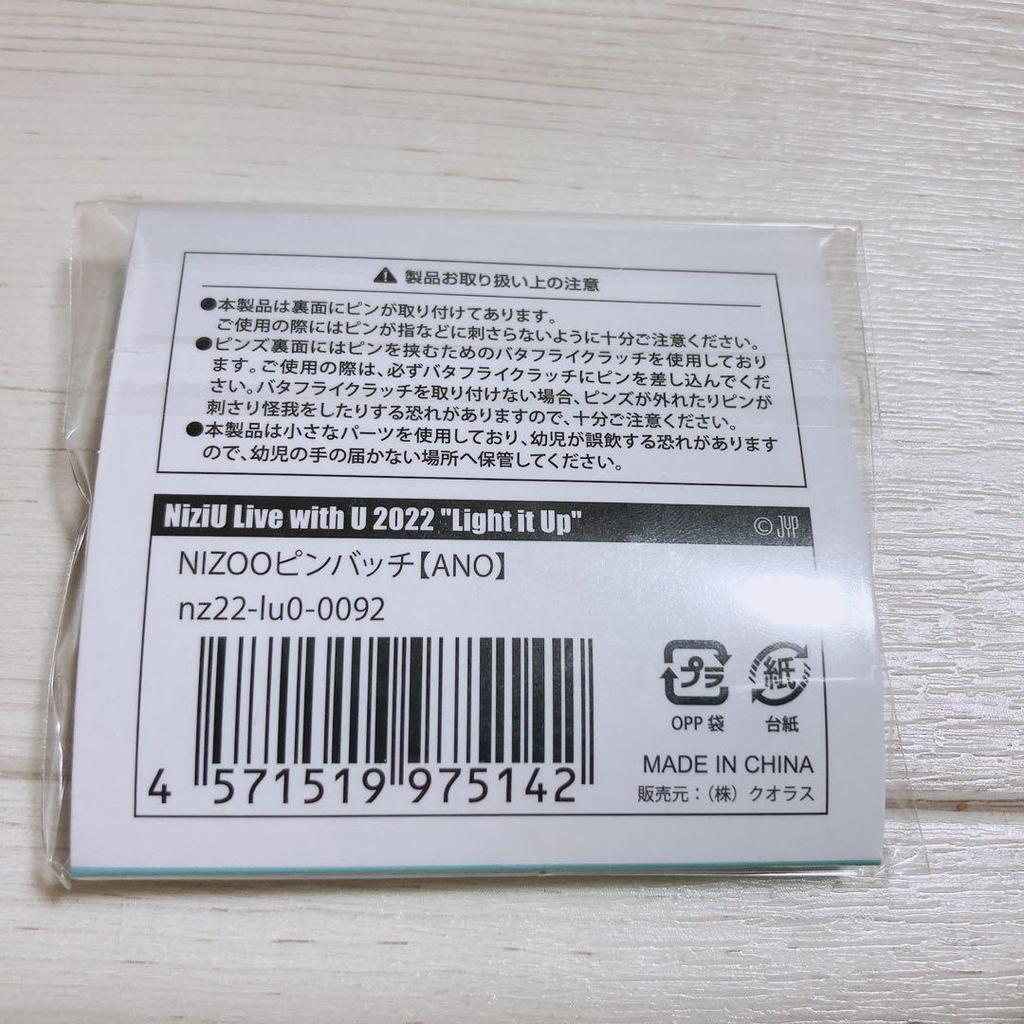 製品お取り扱い上の注意
●本製品は裏面にピンが取り付けてあります。
ご使用の際にはピンが指などに刺さらないように十分ご注意ください。
●ピンズ裏面にはピンを挟むためのバタフライクラッチを使用しており
ます。ご使用の際は、必ずバタフライクラッチにピンを差し込んでくだ
さい。バタフライクラッチを取り付けない場合、ピンズが外れたりピンが
刺さり怪我をしたりする恐れがありますので、十分ご注意ください。
●本製品は小さなパーツを使用しており、幼児が誤飲する恐れがあります
ので、幼児の手の届かない場所へ保管してください。
NiziU Live with U 2022 "Light it Up" © JYP
NIZOOピンバッチ【ANO】
nz22-lu0-0092
プラ 紙
OPP 袋 台紙
MADE IN CHINA
販売元：（株）クオラス
4 571519 975142